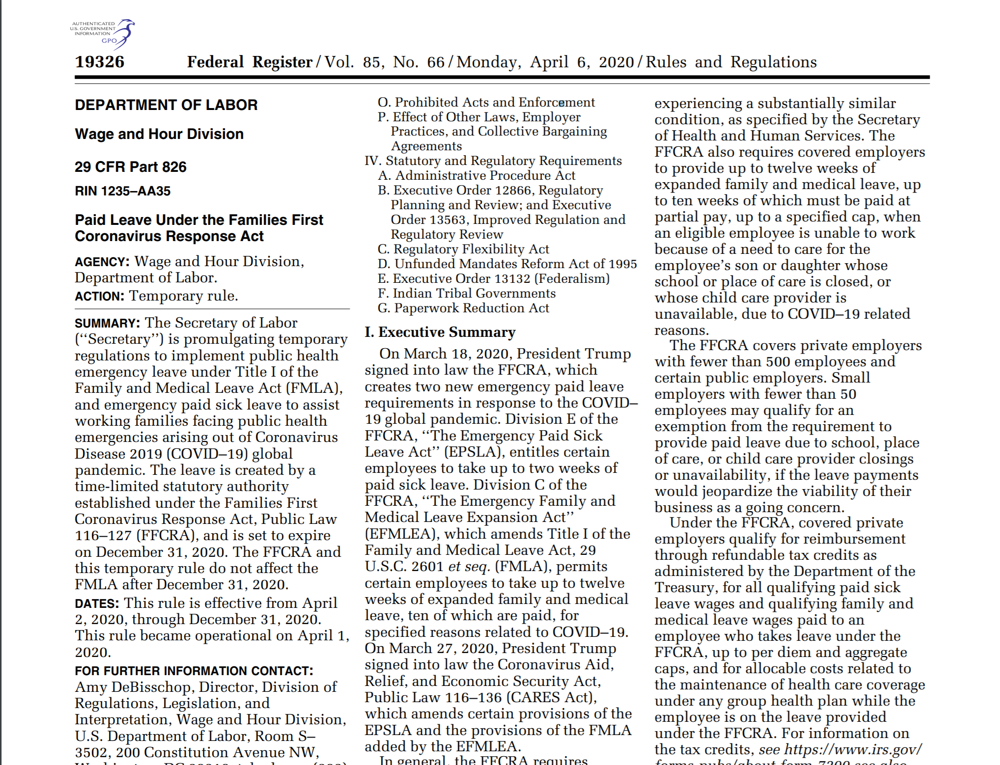 AUTHENTICATED
U.S. GOVERNMENT
INFORMATION
GPO
19326 Federal Register / Vol. 85, No. 66 / Monday, April 6, 2020 / Rules and Regulations
DEPARTMENT OF LABOR
Wage and Hour Division
29 CFR Part 826
RIN 1235–AA35
Paid Leave Under the Families First
Coronavirus Response Act
AGENCY: Wage and Hour Division,
Department of Labor.
ACTION: Temporary rule.
SUMMARY: The Secretary of Labor
(‘‘Secretary’’) is promulgating temporary
regulations to implement public health
emergency leave under Title I of the
Family and Medical Leave Act (FMLA),
and emergency paid sick leave to assist
working families facing public health
emergencies arising out of Coronavirus
Disease 2019 (COVID–19) global
pandemic. The leave is created by a
time-limited statutory authority
established under the Families First
Coronavirus Response Act, Public Law
116–127 (FFCRA), and is set to expire
on December 31, 2020. The FFCRA and
this temporary rule do not affect the
FMLA after December 31, 2020.
DATES: This rule is effective from April
2, 2020, through December 31, 2020.
This rule became operational on April 1,
2020.
FOR FURTHER INFORMATION CONTACT:
Amy DeBisschop, Director, Division of
Regulations, Legislation, and
Interpretation, Wage and Hour Division,
U.S. Department of Labor, Room S–
3502, 200 Constitution Avenue NW,
O. Prohibited Acts and Enforcement
P. Effect of Other Laws, Employer
Practices, and Collective Bargaining
Agreements
IV. Statutory and Regulatory Requirements
A. Administrative Procedure Act
B. Executive Order 12866, Regulatory
Planning and Review; and Executive
Order 13563, Improved Regulation and
Regulatory Review
C. Regulatory Flexibility Act
D. Unfunded Mandates Reform Act of 1995
E. Executive Order 13132 (Federalism)
F. Indian Tribal Governments
G. Paperwork Reduction Act
I. Executive Summary
On March 18, 2020, President Trump
signed into law the FFCRA, which
creates two new emergency paid leave
requirements in response to the COVID–
19 global pandemic. Division E of the
FFCRA, ‘‘The Emergency Paid Sick
Leave Act’’ (EPSLA), entitles certain
employees to take up to two weeks of
paid sick leave. Division C of the
FFCRA, ‘‘The Emergency Family and
Medical Leave Expansion Act’’
(EFMLEA), which amends Title I of the
Family and Medical Leave Act, 29
U.S.C. 2601 et seq. (FMLA), permits
certain employees to take up to twelve
weeks of expanded family and medical
leave, ten of which are paid, for
specified reasons related to COVID–19.
On March 27, 2020, President Trump
signed into law the Coronavirus Aid,
Relief, and Economic Security Act,
Public Law 116–136 (CARES Act),
which amends certain provisions of the
EPSLA and the provisions of the FMLA
added by the EFMLEA.
In general, the FFCRA requires
experiencing a substantially similar
condition, as specified by the Secretary
of Health and Human Services. The
FFCRA also requires covered employers
to provide up to twelve weeks of
expanded family and medical leave, up
to ten weeks of which must be paid at
partial pay, up to a specified cap, when
an eligible employee is unable to work
because of a need to care for the
employee’s son or daughter whose
school or place of care is closed, or
whose child care provider is
unavailable, due to COVID–19 related
reasons.
The FFCRA covers private employers
with fewer than 500 employees and
certain public employers. Small
employers with fewer than 50
employees may qualify for an
exemption from the requirement to
provide paid leave due to school, place
of care, or child care provider closings
or unavailability, if the leave payments
would jeopardize the viability of their
business as a going concern.
Under the FFCRA, covered private
employers qualify for reimbursement
through refundable tax credits as
administered by the Department of the
Treasury, for all qualifying paid sick
leave wages and qualifying family and
medical leave wages paid to an
employee who takes leave under the
FFCRA, up to per diem and aggregate
caps, and for allocable costs related to
the maintenance of health care coverage
under any group health plan while the
employee is on the leave provided
under the FFCRA. For information on
the tax credits, see https://www.irs.gov/